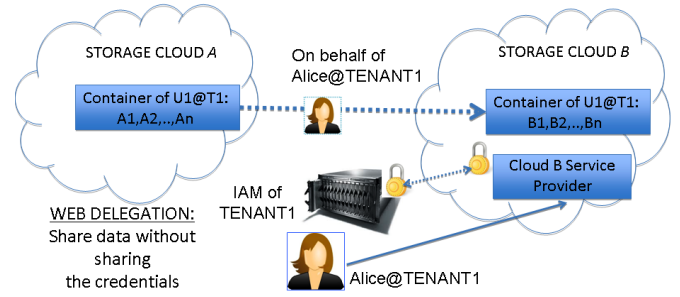 STORAGE CLOUD A
On behalf of
Alice@TENANT1
STORAGE CLOUD B
Container of U1@T1:
A1,A2,..,An
Container of U1@T1:
B1,B2,..,Bn
Cloud B Service
Provider
IAM of
TENANT1
WEB DELEGATION:
Share data without
sharing
the credentials
Alice@TENANT1